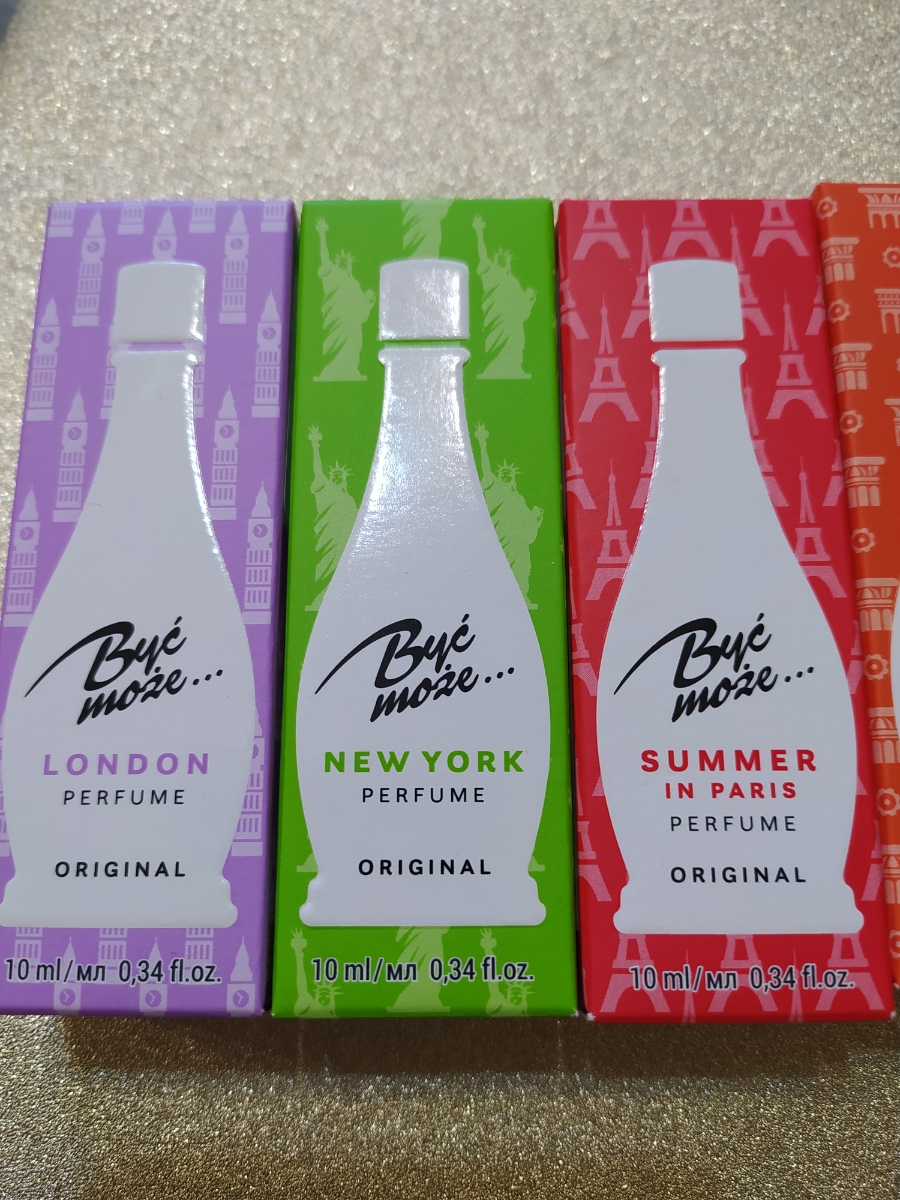 Być
może...
LONDON
PERFUME
ORIGINAL
10 ml/мл 0,34 fl.oz.
Być
może...
NEW YORK
PERFUME
ORIGINAL
10 ml/мл 0,34 fl.oz.
Być
może...
SUMMER
IN PARIS
PERFUME
ORIGINAL
10 ml/мл 0,34 fl.oz.